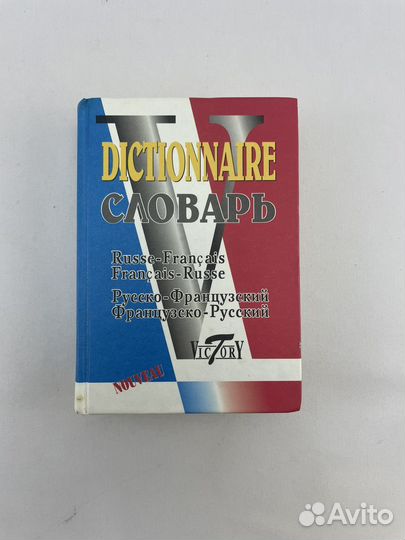 DICTIONNAIRE
СЛОВАРЬ
Russe-Français
Français-Russe
Русско-Французский
Французско-Русский
VICTORY
NOUVEAU
Avito